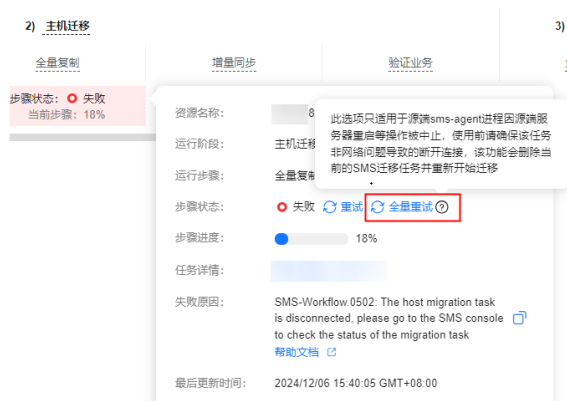 2) 主机迁移
3)
全量复制
增量同步
验证业务
步骤状态： 失败
当前步骤：18%
资源名称：
8
此选项只适用于源端sms-agent进程因源端服
务器重启等操作被中止，使用前请确保该任务
非网络问题导致的断开连接，该功能会删除当
前的SMS迁移任务并重新开始迁移
运行阶段：
主机迁移
运行步骤：
全量复制
步骤状态：
失败 重试 全量重试
步骤进度：
18%
任务详情：
失败原因：
SMS-Workflow.0502: The host migration task
is disconnected, please go to the SMS console
to check the status of the migration task
帮助文档
最后更新时间：
2024/12/06 15:40:05 GMT+08:00